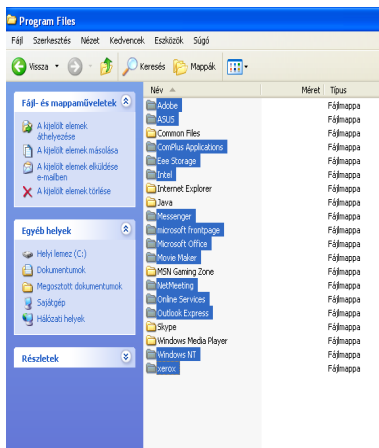 Program Files
Fájl Szerkesztés Nézet Kedvencek Eszközök Súgó
Vissza Keresés Mappák
Név Méret Típus
Fájl- és mappaműveletek
A kijelölt elemek
áthelyezése
A kijelölt elemek másolása
A kijelölt elemek elküldése
e-mailben
A kijelölt elemek törlése
Egyéb helyek
Helyi lemez (C:)
Dokumentumok
Megosztott dokumentumok
Sajátgép
Hálózati helyek
Részletek
Adobe Fájlmappa
ASUS Fájlmappa
Common Files Fájlmappa
ComPlus Applications Fájlmappa
Eee Storage Fájlmappa
Intel Fájlmappa
Internet Explorer Fájlmappa
Java Fájlmappa
Messenger Fájlmappa
microsoft frontpage Fájlmappa
Microsoft Office Fájlmappa
Movie Maker Fájlmappa
MSN Gaming Zone Fájlmappa
NetMeeting Fájlmappa
Online Services Fájlmappa
Outlook Express Fájlmappa
Skype Fájlmappa
Windows Media Player Fájlmappa
Windows NT Fájlmappa
xerox Fájlmappa